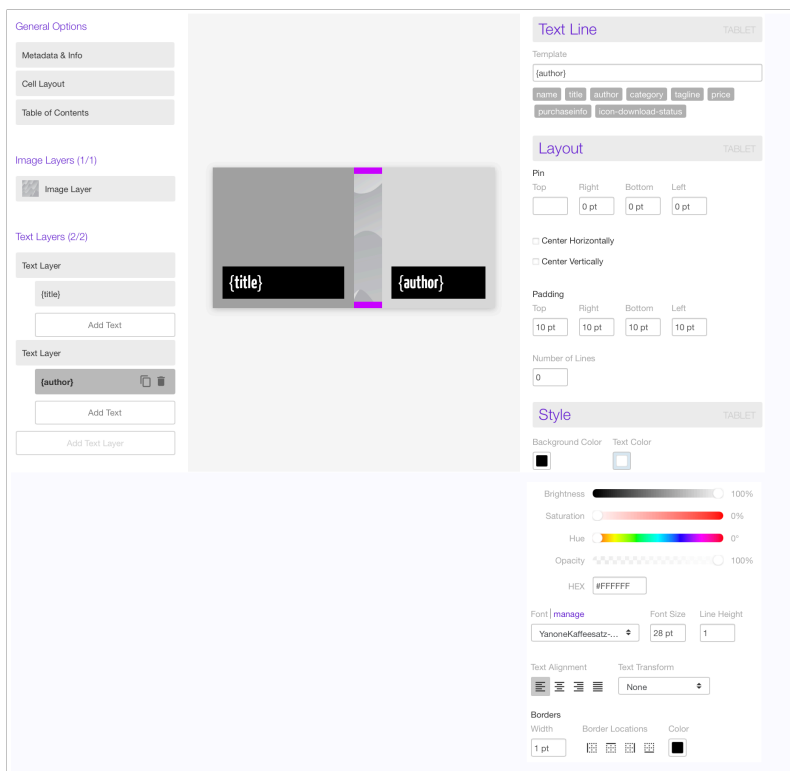 General Options
Metadata & Info
Cell Layout
Table of Contents
Image Layers (1/1)
Image Layer
Text Layers (2/2)
Text Layer
{title}
Add Text
Text Layer
{author}
Add Text
Add Text Layer
{title}
{author}
Text Line TABLET
Template
{author}
name title author category tagline price
purchaseinfo icon-download-status
Layout TABLET
Pin
Top Right Bottom Left
0 pt 0 pt 0 pt
Center Horizontally
Center Vertically
Padding
Top Right Bottom Left
10 pt 10 pt 10 pt 10 pt
Number of Lines
0
Style TABLET
Background Color Text Color
Brightness 100%
Saturation 0%
Hue 0°
Opacity 100%
HEX #FFFFFF
Font | manage Font Size Line Height
YanoneKaffeesatz-... 28 pt 1
Text Alignment Text Transform
None
Borders
Width Border Locations Color
1 pt